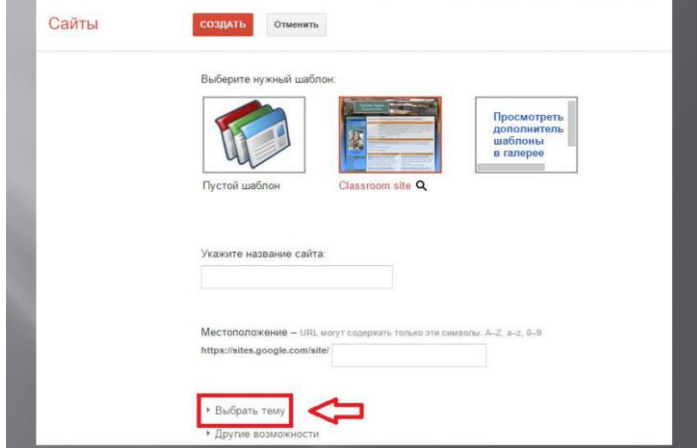 Сайты
СОЗДАТЬ Отменить
Выберите нужный шаблон:
Просмотреть
дополнитель
шаблоны
в галерее
Пустой шаблон
Classroom site
Укажите название сайта:
Местоположение – URL могут содержать только эти символы: A–Z, a–z, 0–9
https://sites.google.com/site/
Выбрать тему
Другие возможности